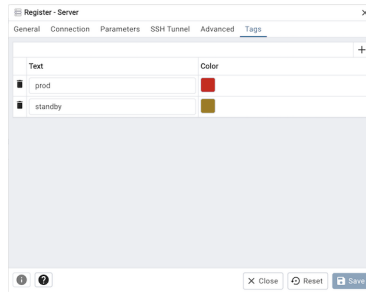 Register - Server
General Connection Parameters SSH Tunnel Advanced Tags
Text Color
prod
standby
Close Reset Save